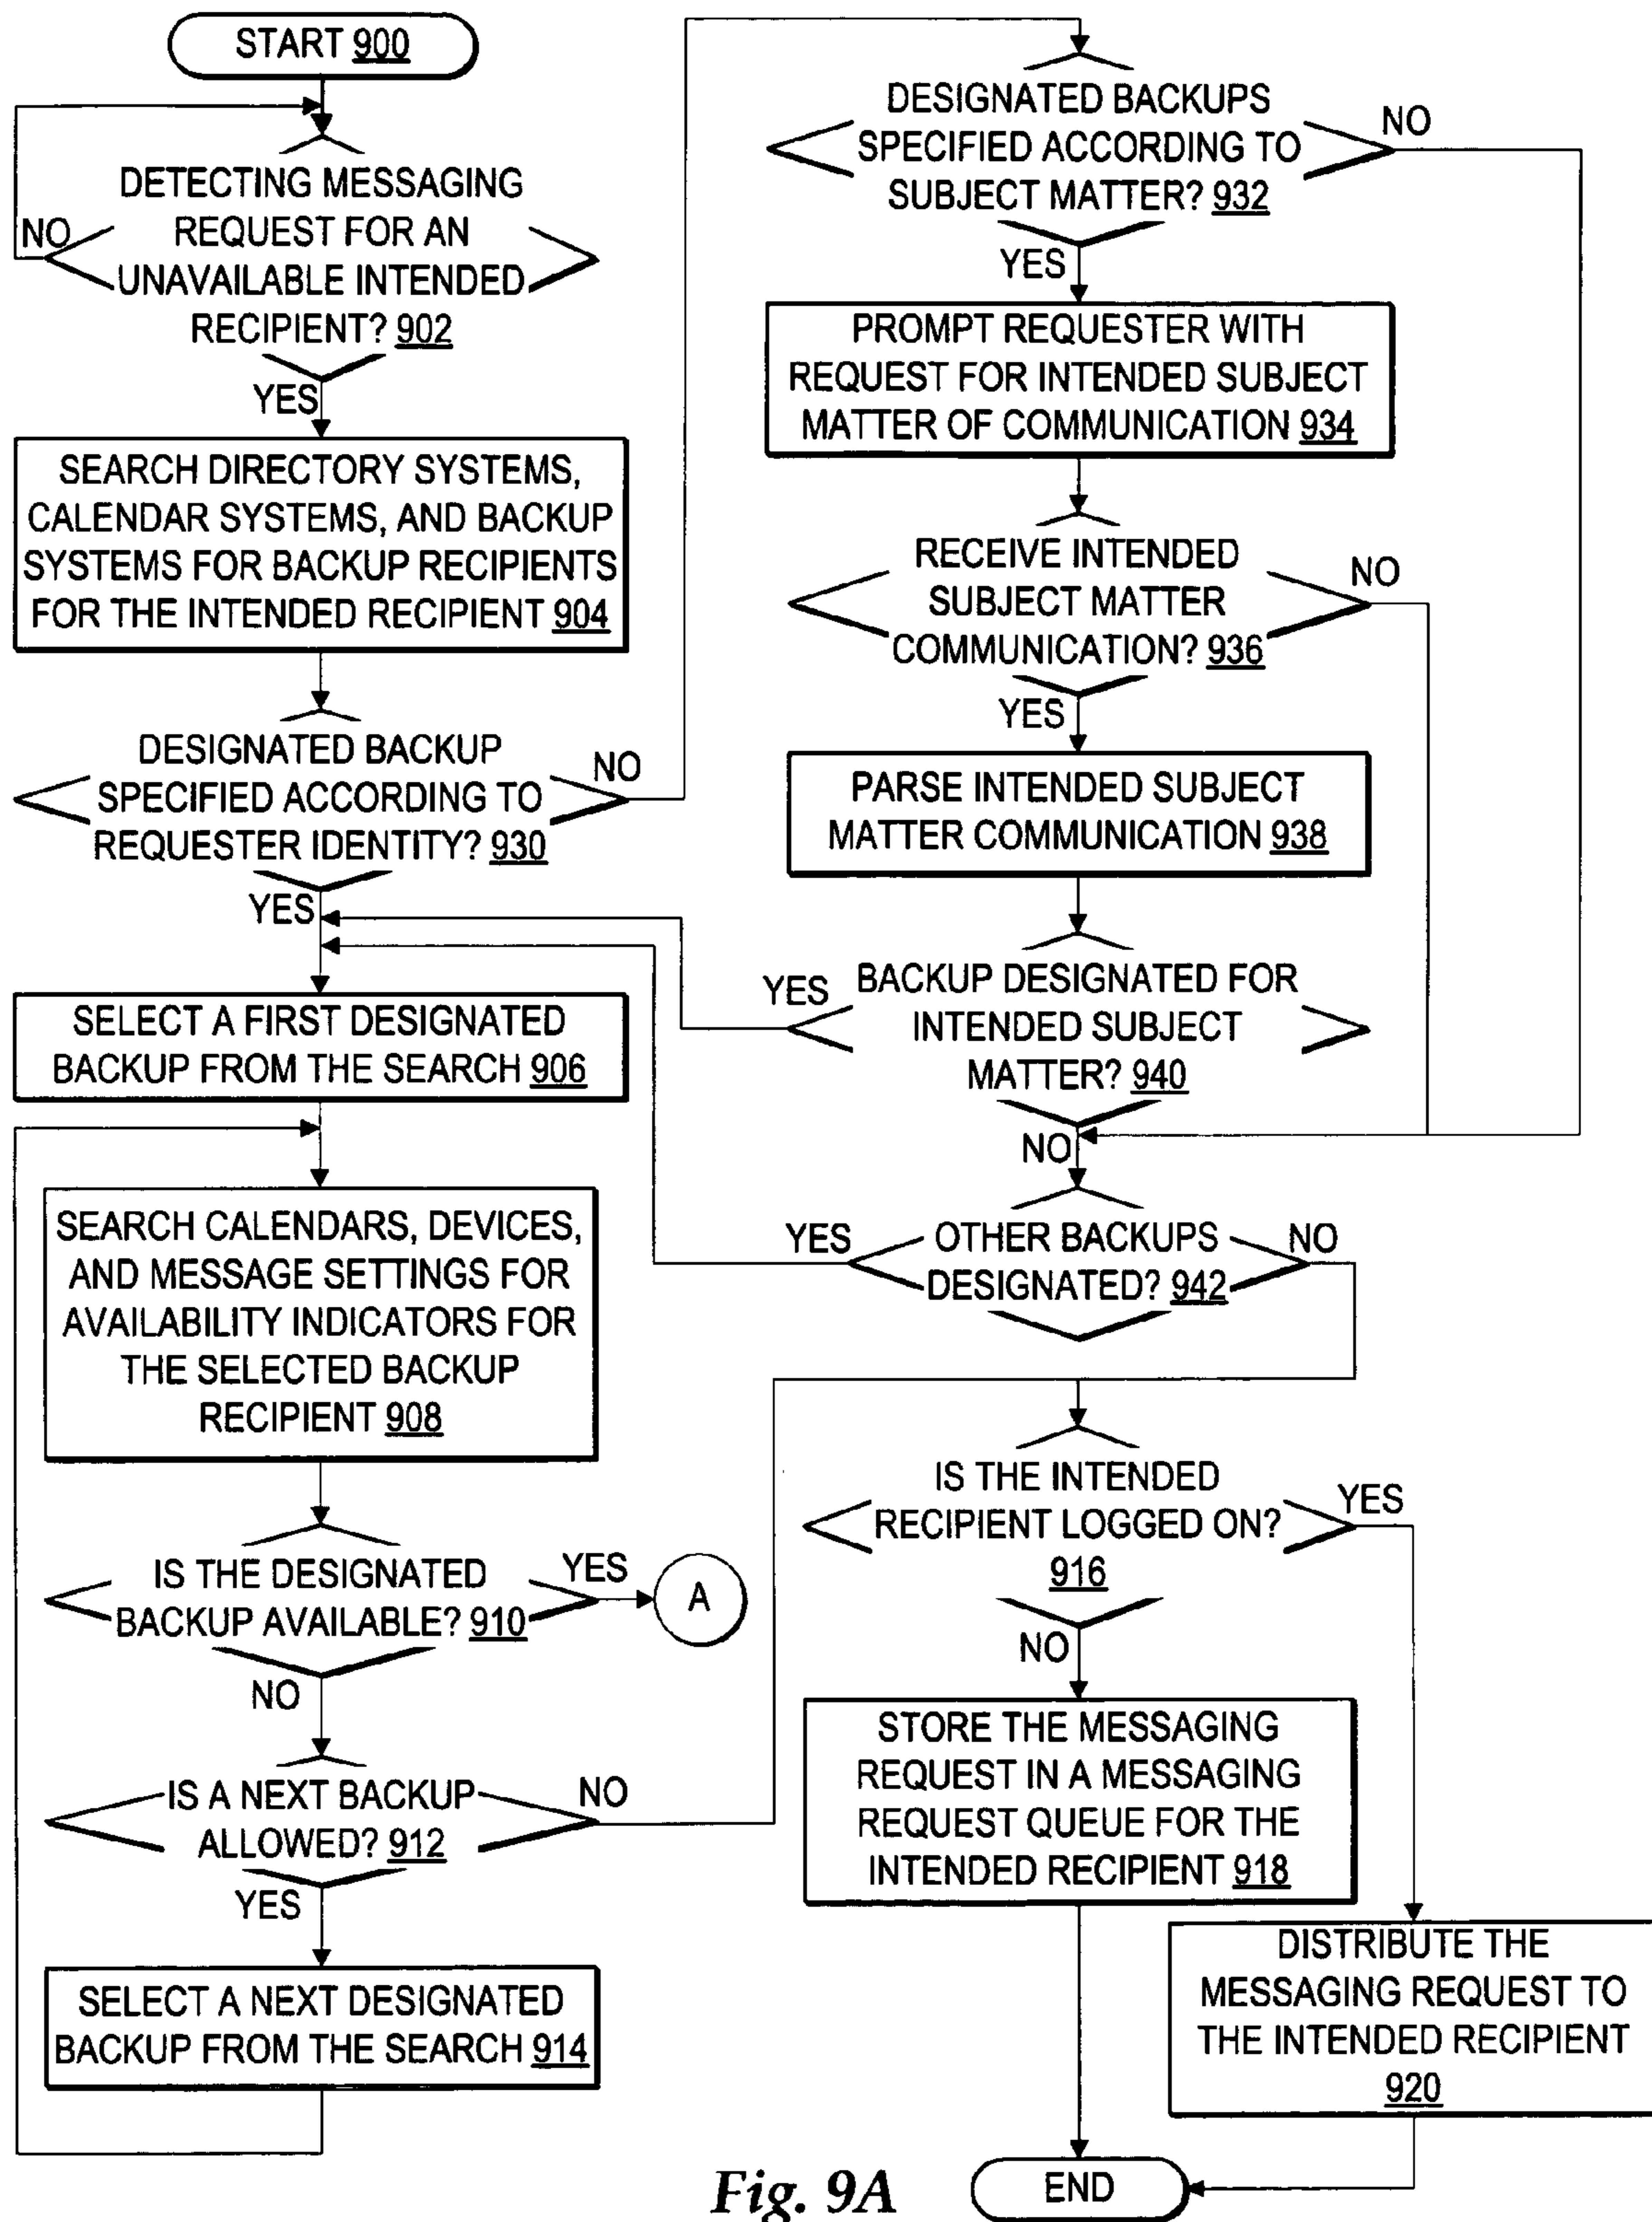 START 900
DETECTING MESSAGING
REQUEST FOR AN
UNAVAILABLE INTENDED
RECIPIENT? 902
NO
YES
SEARCH DIRECTORY SYSTEMS,
CALENDAR SYSTEMS, AND BACKUP
SYSTEMS FOR BACKUP RECIPIENTS
FOR THE INTENDED RECIPIENT 904
DESIGNATED BACKUP
SPECIFIED ACCORDING TO
REQUESTER IDENTITY? 930
NO
YES
SELECT A FIRST DESIGNATED
BACKUP FROM THE SEARCH 906
SEARCH CALENDARS, DEVICES,
AND MESSAGE SETTINGS FOR
AVAILABILITY INDICATORS FOR
THE SELECTED BACKUP
RECIPIENT 908
IS THE DESIGNATED
BACKUP AVAILABLE? 910
YES
A
NO
IS A NEXT BACKUP
ALLOWED? 912
NO
YES
SELECT A NEXT DESIGNATED
BACKUP FROM THE SEARCH 914
DESIGNATED BACKUPS
SPECIFIED ACCORDING TO
SUBJECT MATTER? 932
NO
YES
PROMPT REQUESTER WITH
REQUEST FOR INTENDED SUBJECT
MATTER OF COMMUNICATION 934
RECEIVE INTENDED
SUBJECT MATTER
COMMUNICATION? 936
NO
YES
PARSE INTENDED SUBJECT
MATTER COMMUNICATION 938
BACKUP DESIGNATED FOR
INTENDED SUBJECT
MATTER? 940
YES
NO
OTHER BACKUPS
DESIGNATED? 942
YES
NO
IS THE INTENDED
RECIPIENT LOGGED ON?
916
YES
NO
STORE THE MESSAGING
REQUEST IN A MESSAGING
REQUEST QUEUE FOR THE
INTENDED RECIPIENT 918
DISTRIBUTE THE
MESSAGING REQUEST TO
THE INTENDED RECIPIENT
920
END
Fig. 9A